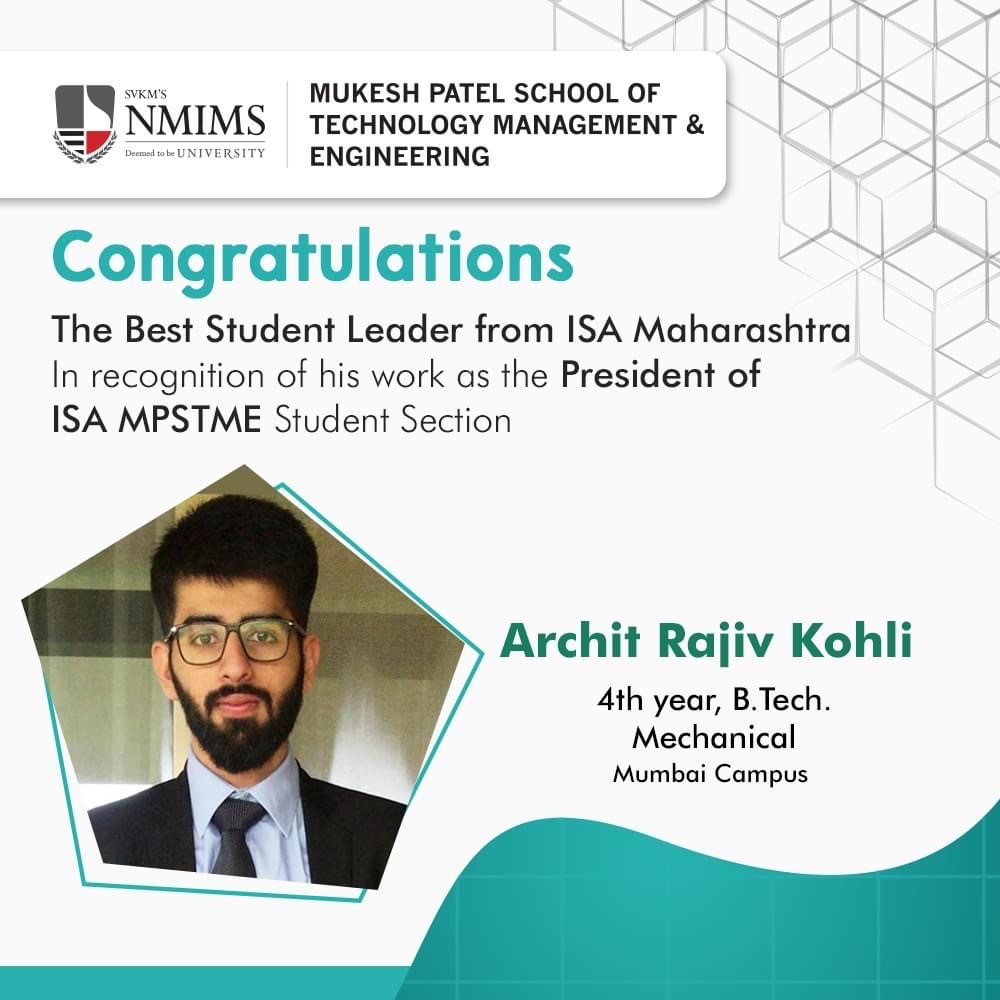 SVKM'S
NMIMS
Deemed to be UNIVERSITY
MUKESH PATEL SCHOOL OF
TECHNOLOGY MANAGEMENT &
ENGINEERING
Congratulations
The Best Student Leader from ISA Maharashtra
In recognition of his work as the President of
ISA MPSTME Student Section
Archit Rajiv Kohli
4th year, B.Tech.
Mechanical
Mumbai Campus